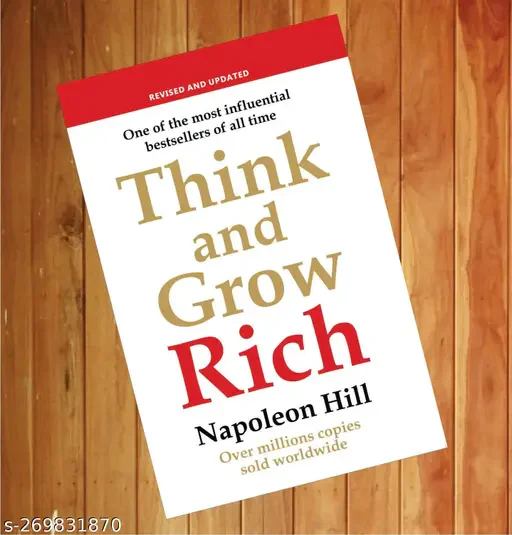 REVISED AND UPDATED
One of the most influential
bestsellers of all time
Think
and
Grow
Rich
Napoleon Hill
Over millions copies
sold worldwide
s-269831870